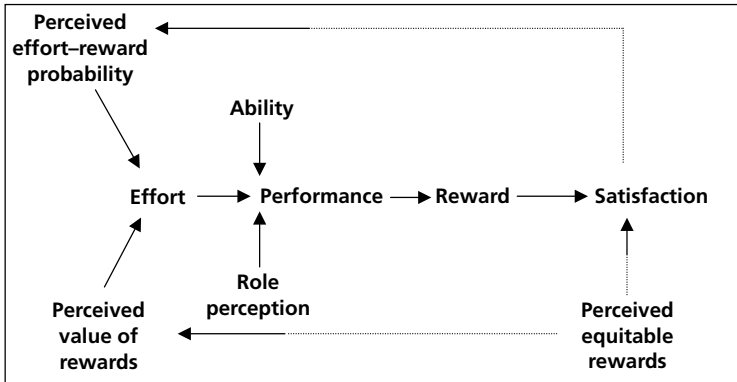 Perceived
effort–reward
probability
Ability
Effort
Performance
Reward
Satisfaction
Role
perception
Perceived
value of
rewards
Perceived
equitable
rewards